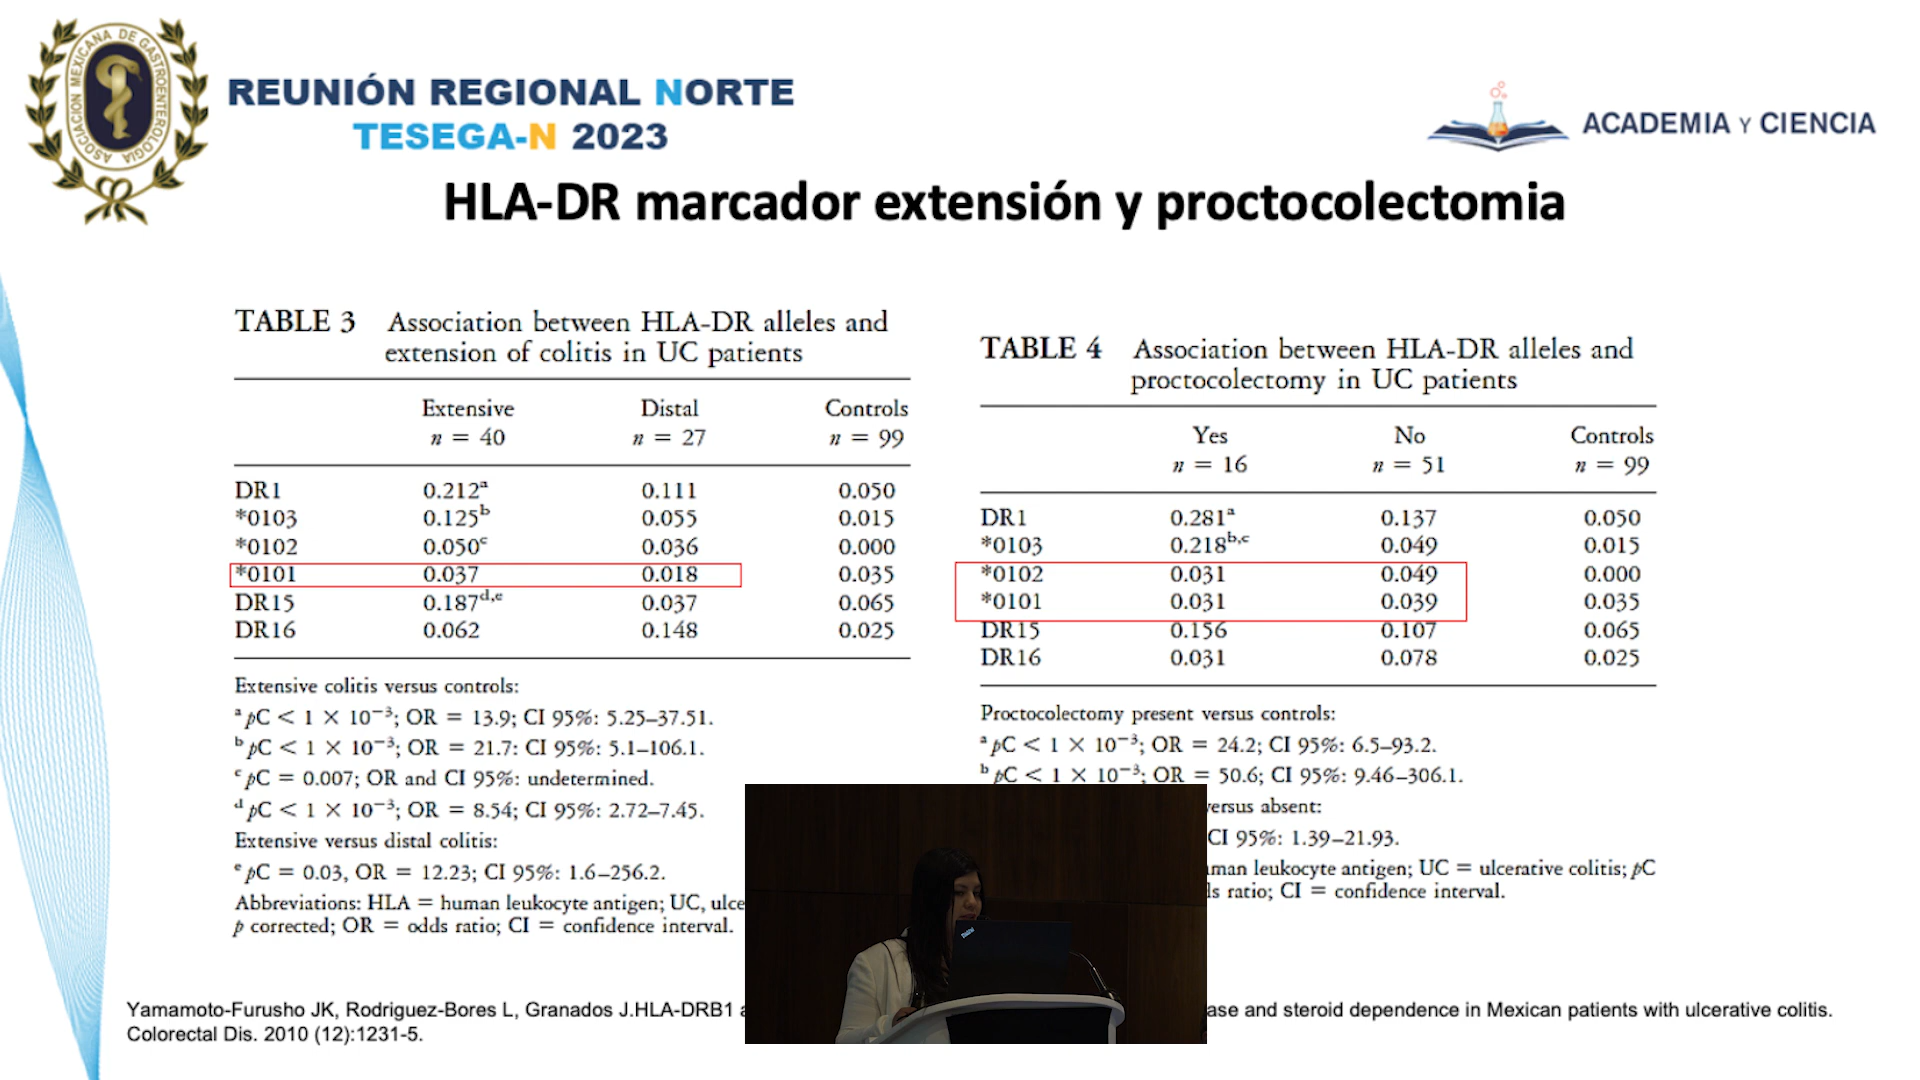 ASOCIACION MEXICANA DE GASTROENTEROLOGIA
REUNIÓN REGIONAL NORTE
TESEGA-N 2023
ACADEMIA Y CIENCIA
HLA-DR marcador extensión y proctocolectomia
TABLE 3 Association between HLA-DR alleles and
extension of colitis in UC patients
Extensive Distal Controls
n = 40 n = 27 n = 99
DR1 0.212a 0.111 0.050
*0103 0.125b 0.055 0.015
*0102 0.050c 0.036 0.000
*0101 0.037 0.018 0.035
DR15 0.187d,e 0.037 0.065
DR16 0.062 0.148 0.025
Extensive colitis versus controls:
a pC < 1 × 10−3; OR = 13.9; CI 95%: 5.25–37.51.
b pC < 1 × 10−3; OR = 21.7: CI 95%: 5.1–106.1.
c pC = 0.007; OR and CI 95%: undetermined.
d pC < 1 × 10−3; OR = 8.54; CI 95%: 2.72–7.45.
Extensive versus distal colitis:
e pC = 0.03, OR = 12.23; CI 95%: 1.6–256.2.
Abbreviations: HLA = human leukocyte antigen; UC, ulce
p corrected; OR = odds ratio; CI = confidence interval.
TABLE 4 Association between HLA-DR alleles and
proctocolectomy in UC patients
Yes No Controls
n = 16 n = 51 n = 99
DR1 0.281a 0.137 0.050
*0103 0.218b,c 0.049 0.015
*0102 0.031 0.049 0.000
*0101 0.031 0.039 0.035
DR15 0.156 0.107 0.065
DR16 0.031 0.078 0.025
Proctocolectomy present versus controls:
a pC < 1 × 10−3; OR = 24.2; CI 95%: 6.5–93.2.
b pC < 1 × 10−3; OR = 50.6; CI 95%: 9.46–306.1.
versus absent:
CI 95%: 1.39–21.93.
man leukocyte antigen; UC = ulcerative colitis; pC
ls ratio; CI = confidence interval.
Yamamoto-Furusho JK, Rodriguez-Bores L, Granados J.HLA-DRB1 a ase and steroid dependence in Mexican patients with ulcerative colitis.
Colorectal Dis. 2010 (12):1231-5.